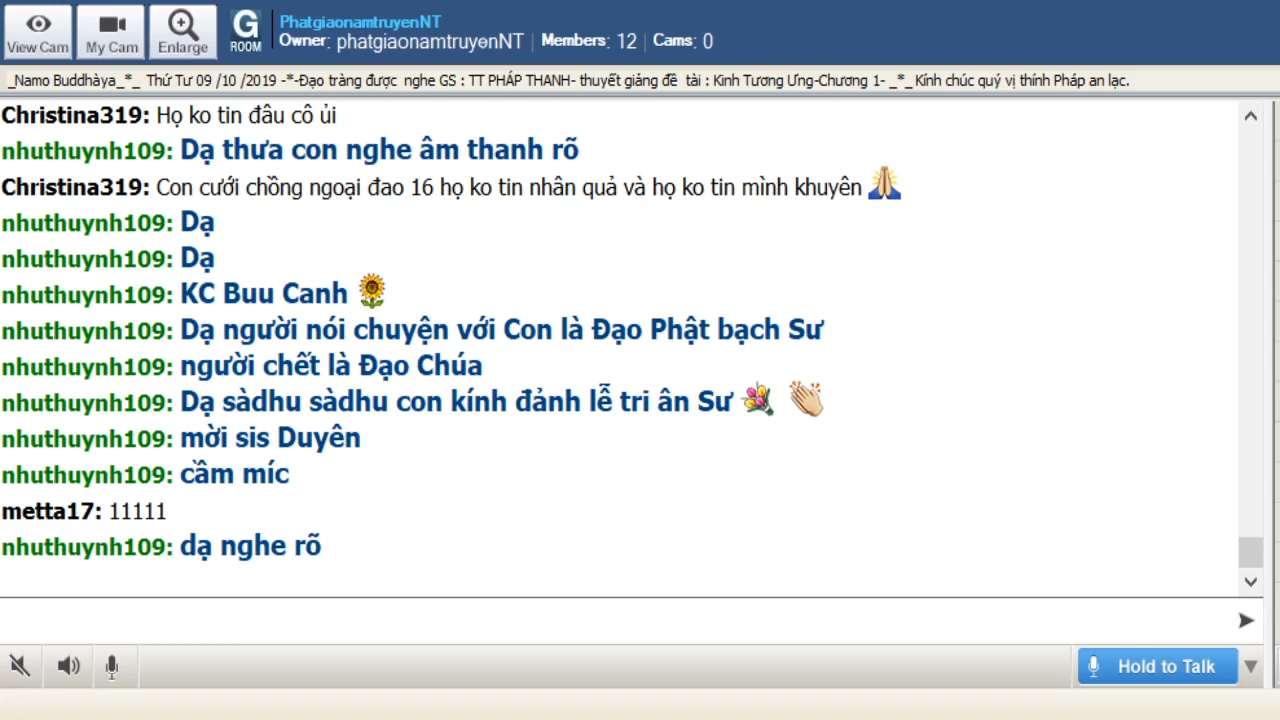 View Cam
My Cam
Enlarge
G
ROOM
PhatgiaonamtruyenNT
Owner: phatgiaonamtruyenNT | Members: 12 | Cams: 0
_Namo Buddhàya_*_ Thứ Tư 09 /10 /2019 -*-Đạo tràng được nghe GS : TT PHÁP THANH- thuyết giảng đề tài : Kinh Tương Ưng-Chương 1- _*_ Kính chúc quý vị thính Pháp an lạc.
Christina319: Họ ko tin đâu cô ủi
nhuthuynh109: Dạ thưa con nghe âm thanh rõ
Christina319: Con cưới chồng ngoại đao 16 họ ko tin nhân quả và họ ko tin mình khuyên
nhuthuynh109: Dạ
nhuthuynh109: Dạ
nhuthuynh109: KC Buu Canh
nhuthuynh109: Dạ người nói chuyện với Con là Đạo Phật bạch Sư
nhuthuynh109: người chết là Đạo Chúa
nhuthuynh109: Dạ sàdhu sàdhu con kính đảnh lễ tri ân Sư
nhuthuynh109: mời sis Duyên
nhuthuynh109: cầm míc
metta17: 11111
nhuthuynh109: dạ nghe rõ
Hold to Talk